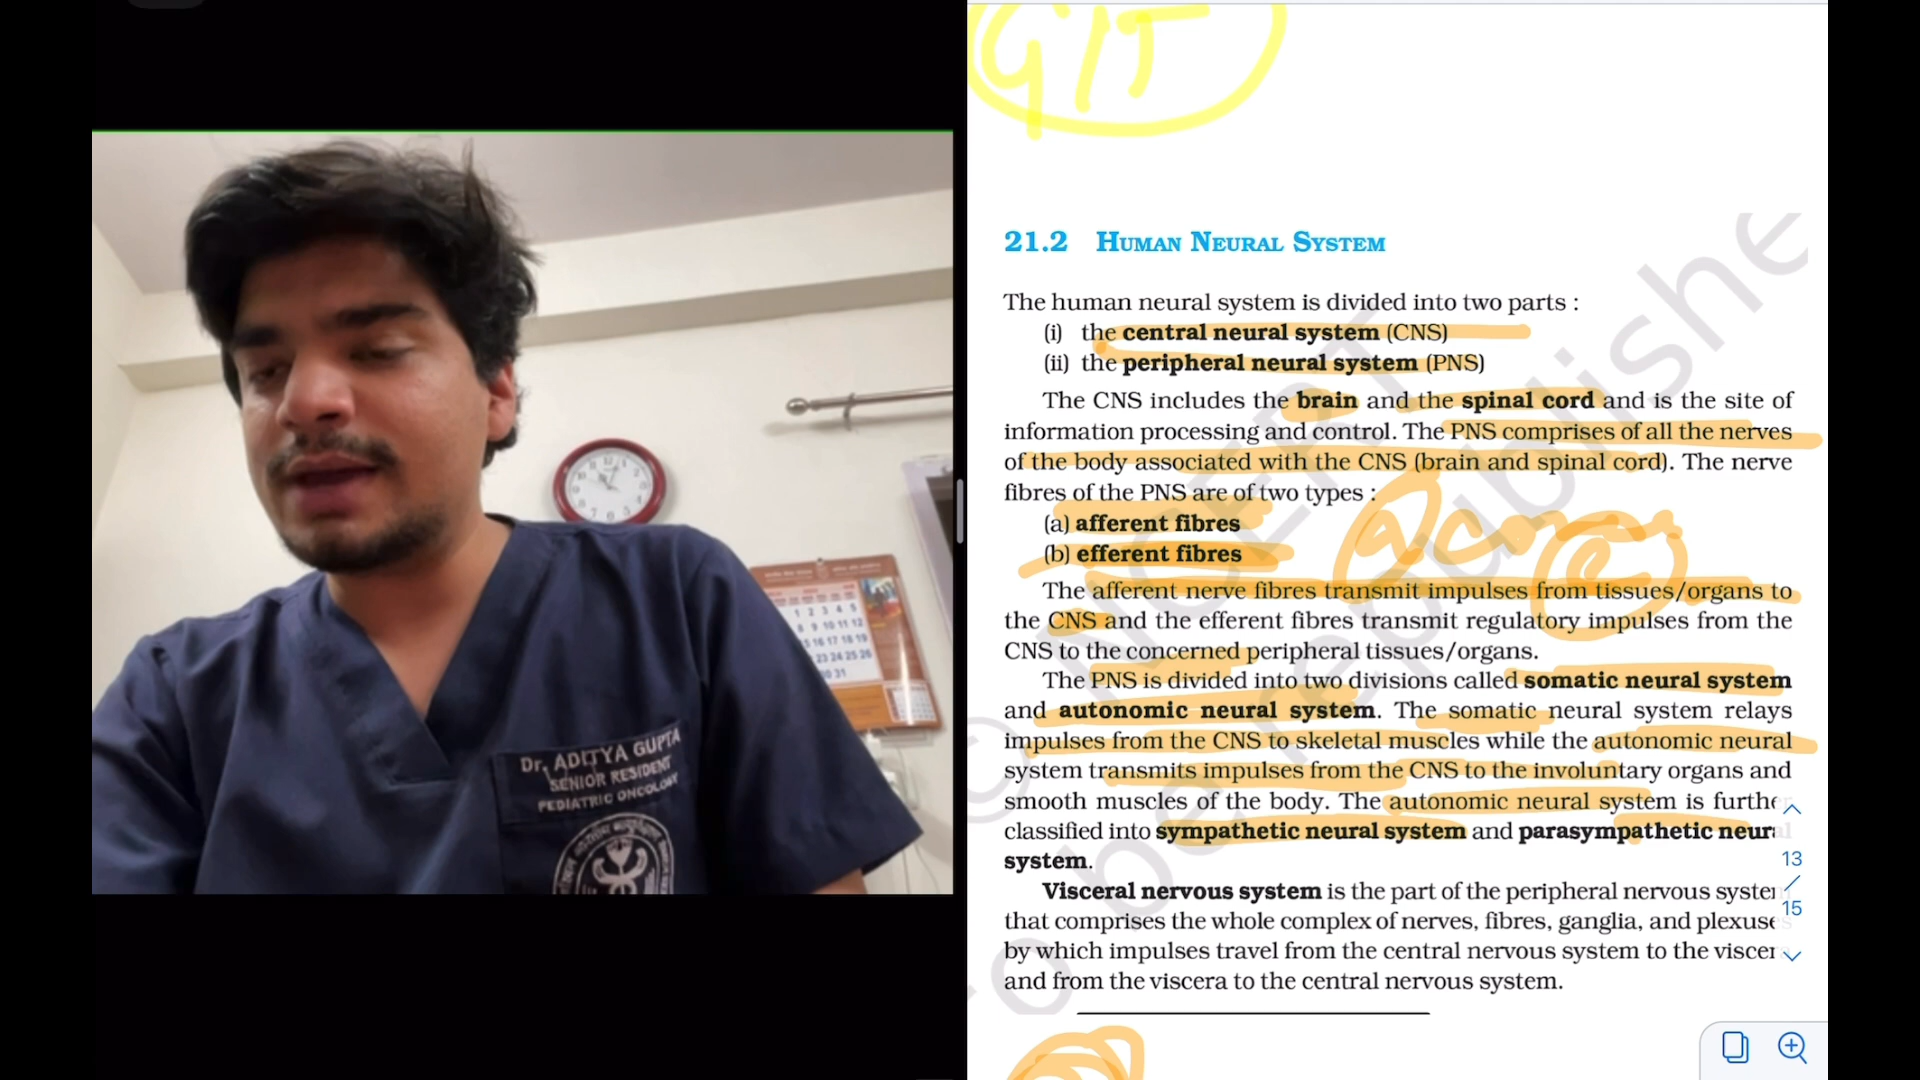 Dr. ADITYA GUPTA
SENIOR RESIDENT
PEDIATRIC ONCOLOGY
GIT
21.2 HUMAN NEURAL SYSTEM
The human neural system is divided into two parts :
(i) the central neural system (CNS)
(ii) the peripheral neural system (PNS)
The CNS includes the brain and the spinal cord and is the site of
information processing and control. The PNS comprises of all the nerves
of the body associated with the CNS (brain and spinal cord). The nerve
fibres of the PNS are of two types :
(a) afferent fibres
(b) efferent fibres
The afferent nerve fibres transmit impulses from tissues/organs to
the CNS and the efferent fibres transmit regulatory impulses from the
CNS to the concerned peripheral tissues/organs.
The PNS is divided into two divisions called somatic neural system
and autonomic neural system. The somatic neural system relays
impulses from the CNS to skeletal muscles while the autonomic neural
system transmits impulses from the CNS to the involuntary organs and
smooth muscles of the body. The autonomic neural system is further
classified into sympathetic neural system and parasympathetic neural
system.
Visceral nervous system is the part of the peripheral nervous system
that comprises the whole complex of nerves, fibres, ganglia, and plexuses
by which impulses travel from the central nervous system to the viscera
and from the viscera to the central nervous system.
13
15
© NCERT
be republishe